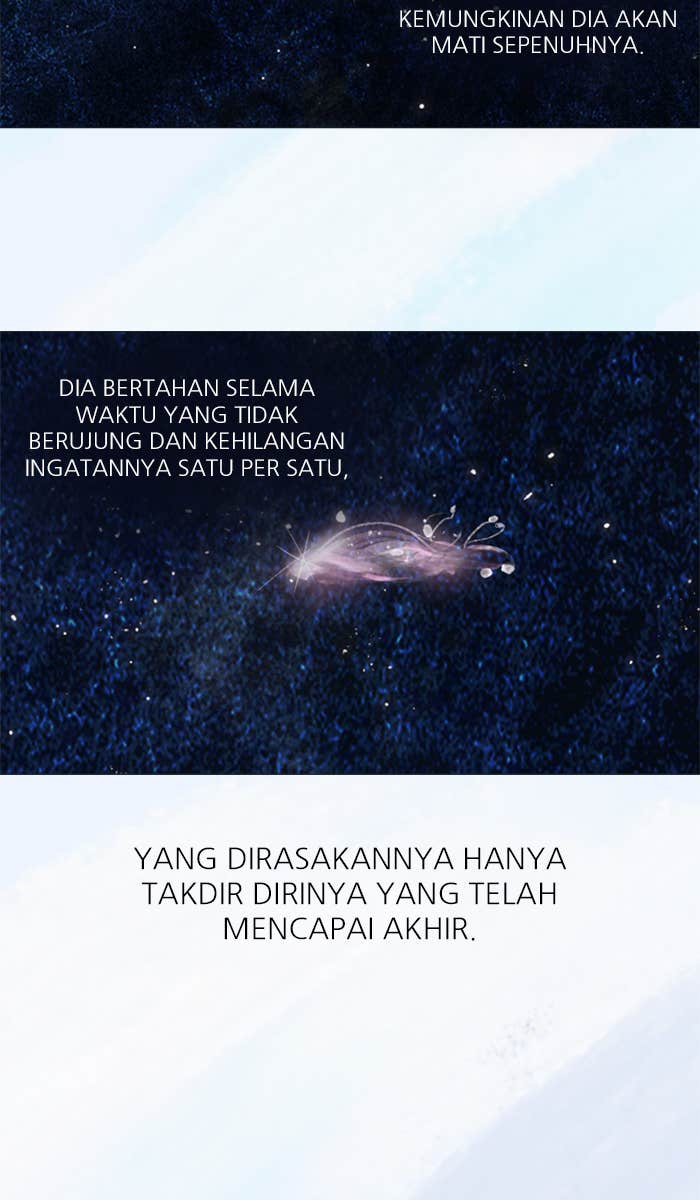 KEMUNGKINAN DIA AKAN
MATI SEPENUHNYA.
DIA BERTAHAN SELAMA
WAKTU YANG TIDAK
BERUJUNG DAN KEHILANGAN
INGATANNYA SATU PER SATU,
YANG DIRASAKANNYA HANYA
TAKDIR DIRINYA YANG TELAH
MENCAPAI AKHIR.